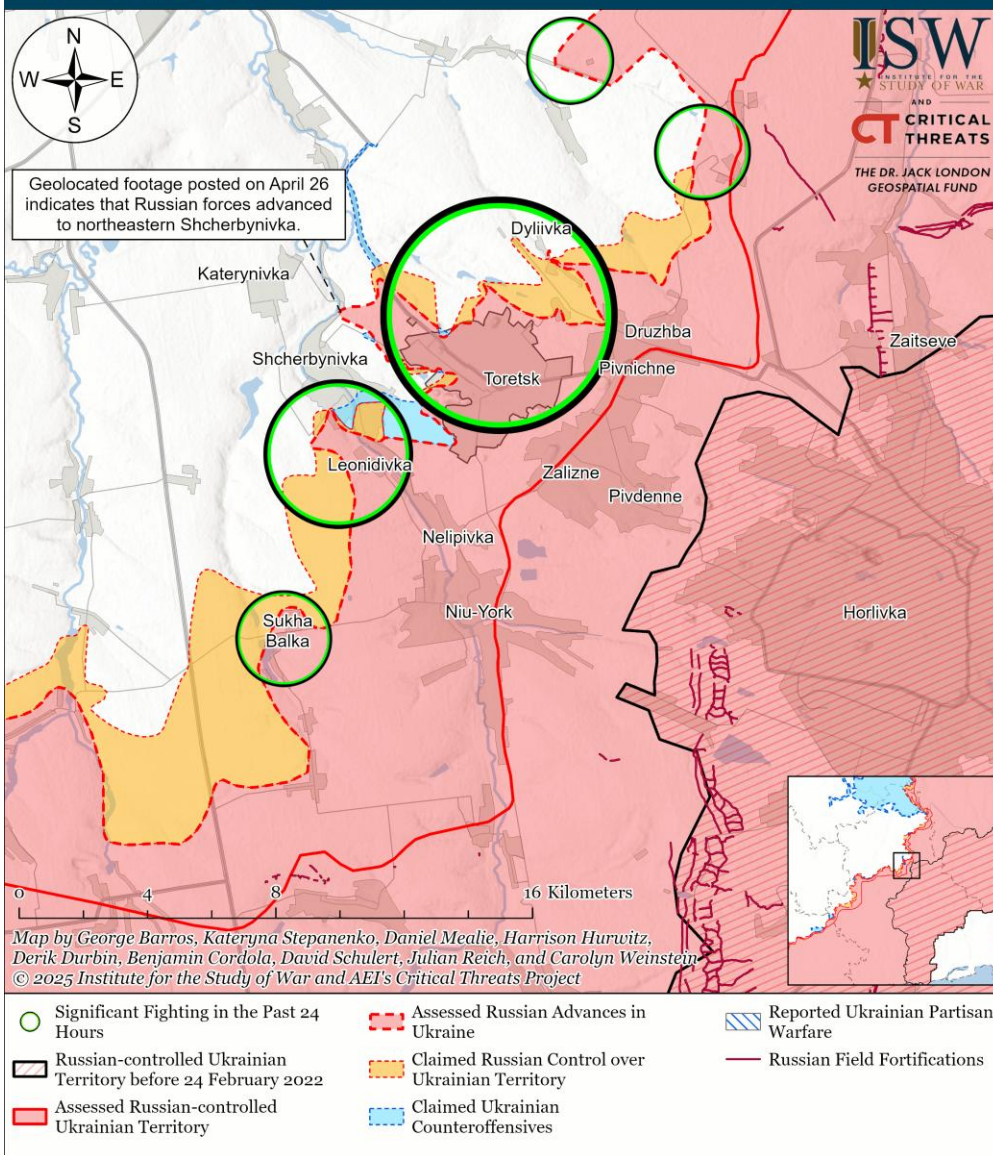 N
W E
S
ISW
INSTITUTE FOR THE
STUDY OF WAR
AND
CT CRITICAL
THREATS
THE DR. JACK LONDON
GEOSPATIAL FUND
Geolocated footage posted on April 26
indicates that Russian forces advanced
to northeastern Shcherbynivka.
Dyliivka
Katerynivka
Druzhba
Zaitseve
Shcherbynivka
Pivnichne
Toretsk
Leonidivka
Zalizne
Pivdenne
Nelipivka
Niu-York
Horlivka
Sukha
Balka
0 4 8 16 Kilometers
Map by George Barros, Kateryna Stepanenko, Daniel Mealie, Harrison Hurwitz,
Derik Durbin, Benjamin Cordola, David Schulert, Julian Reich, and Carolyn Weinstein
© 2025 Institute for the Study of War and AEI's Critical Threats Project
Significant Fighting in the Past 24
Hours
Russian-controlled Ukrainian
Territory before 24 February 2022
Assessed Russian-controlled
Ukrainian Territory
Assessed Russian Advances in
Ukraine
Claimed Russian Control over
Ukrainian Territory
Claimed Ukrainian
Counteroffensives
Reported Ukrainian Partisan
Warfare
Russian Field Fortifications